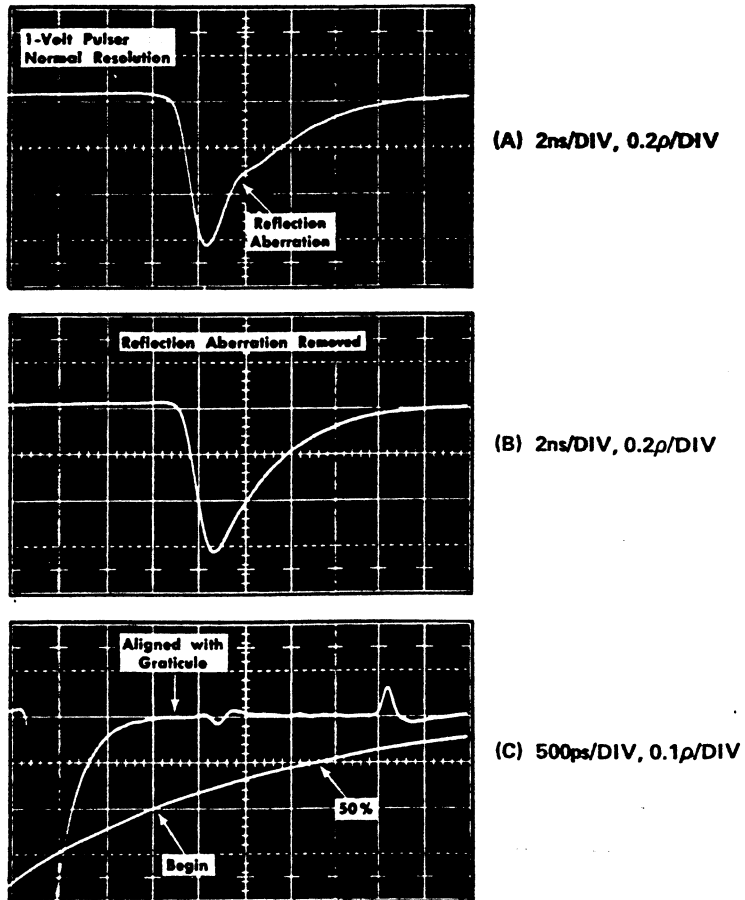 1-Volt Pulser
Normal Resolution
Reflection
Aberration
(A) 2ns/DIV, 0.2ρ/DIV
Reflection Aberration Removed
(B) 2ns/DIV, 0.2ρ/DIV
Aligned with
Graticule
50%
Begin
(C) 500ps/DIV, 0.1ρ/DIV